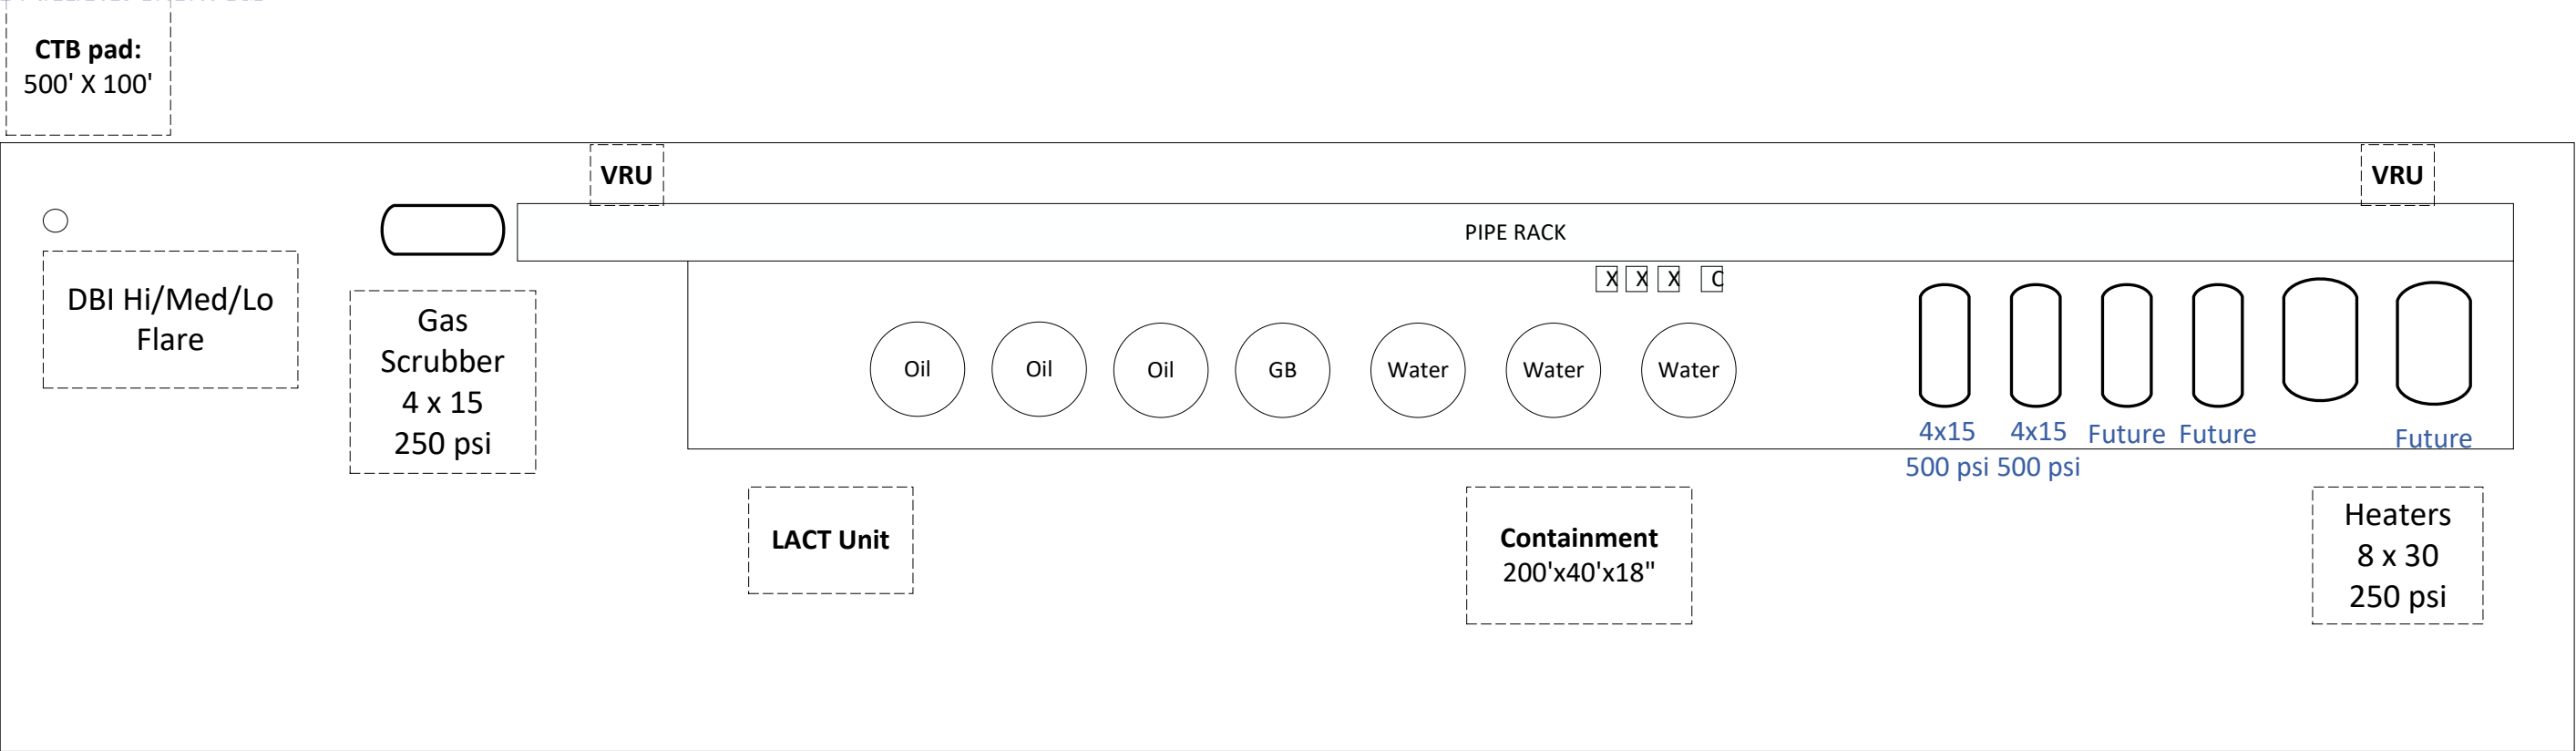 CTB pad:
500' X 100'
VRU
VRU
PIPE RACK
DBI Hi/Med/Lo
Flare
Gas
Scrubber
4 x 15
250 psi
X X X C
Oil Oil Oil GB Water Water Water
4x15 4x15 Future Future Future
500 psi 500 psi
LACT Unit
Containment
200'x40'x18"
Heaters
8 x 30
250 psi